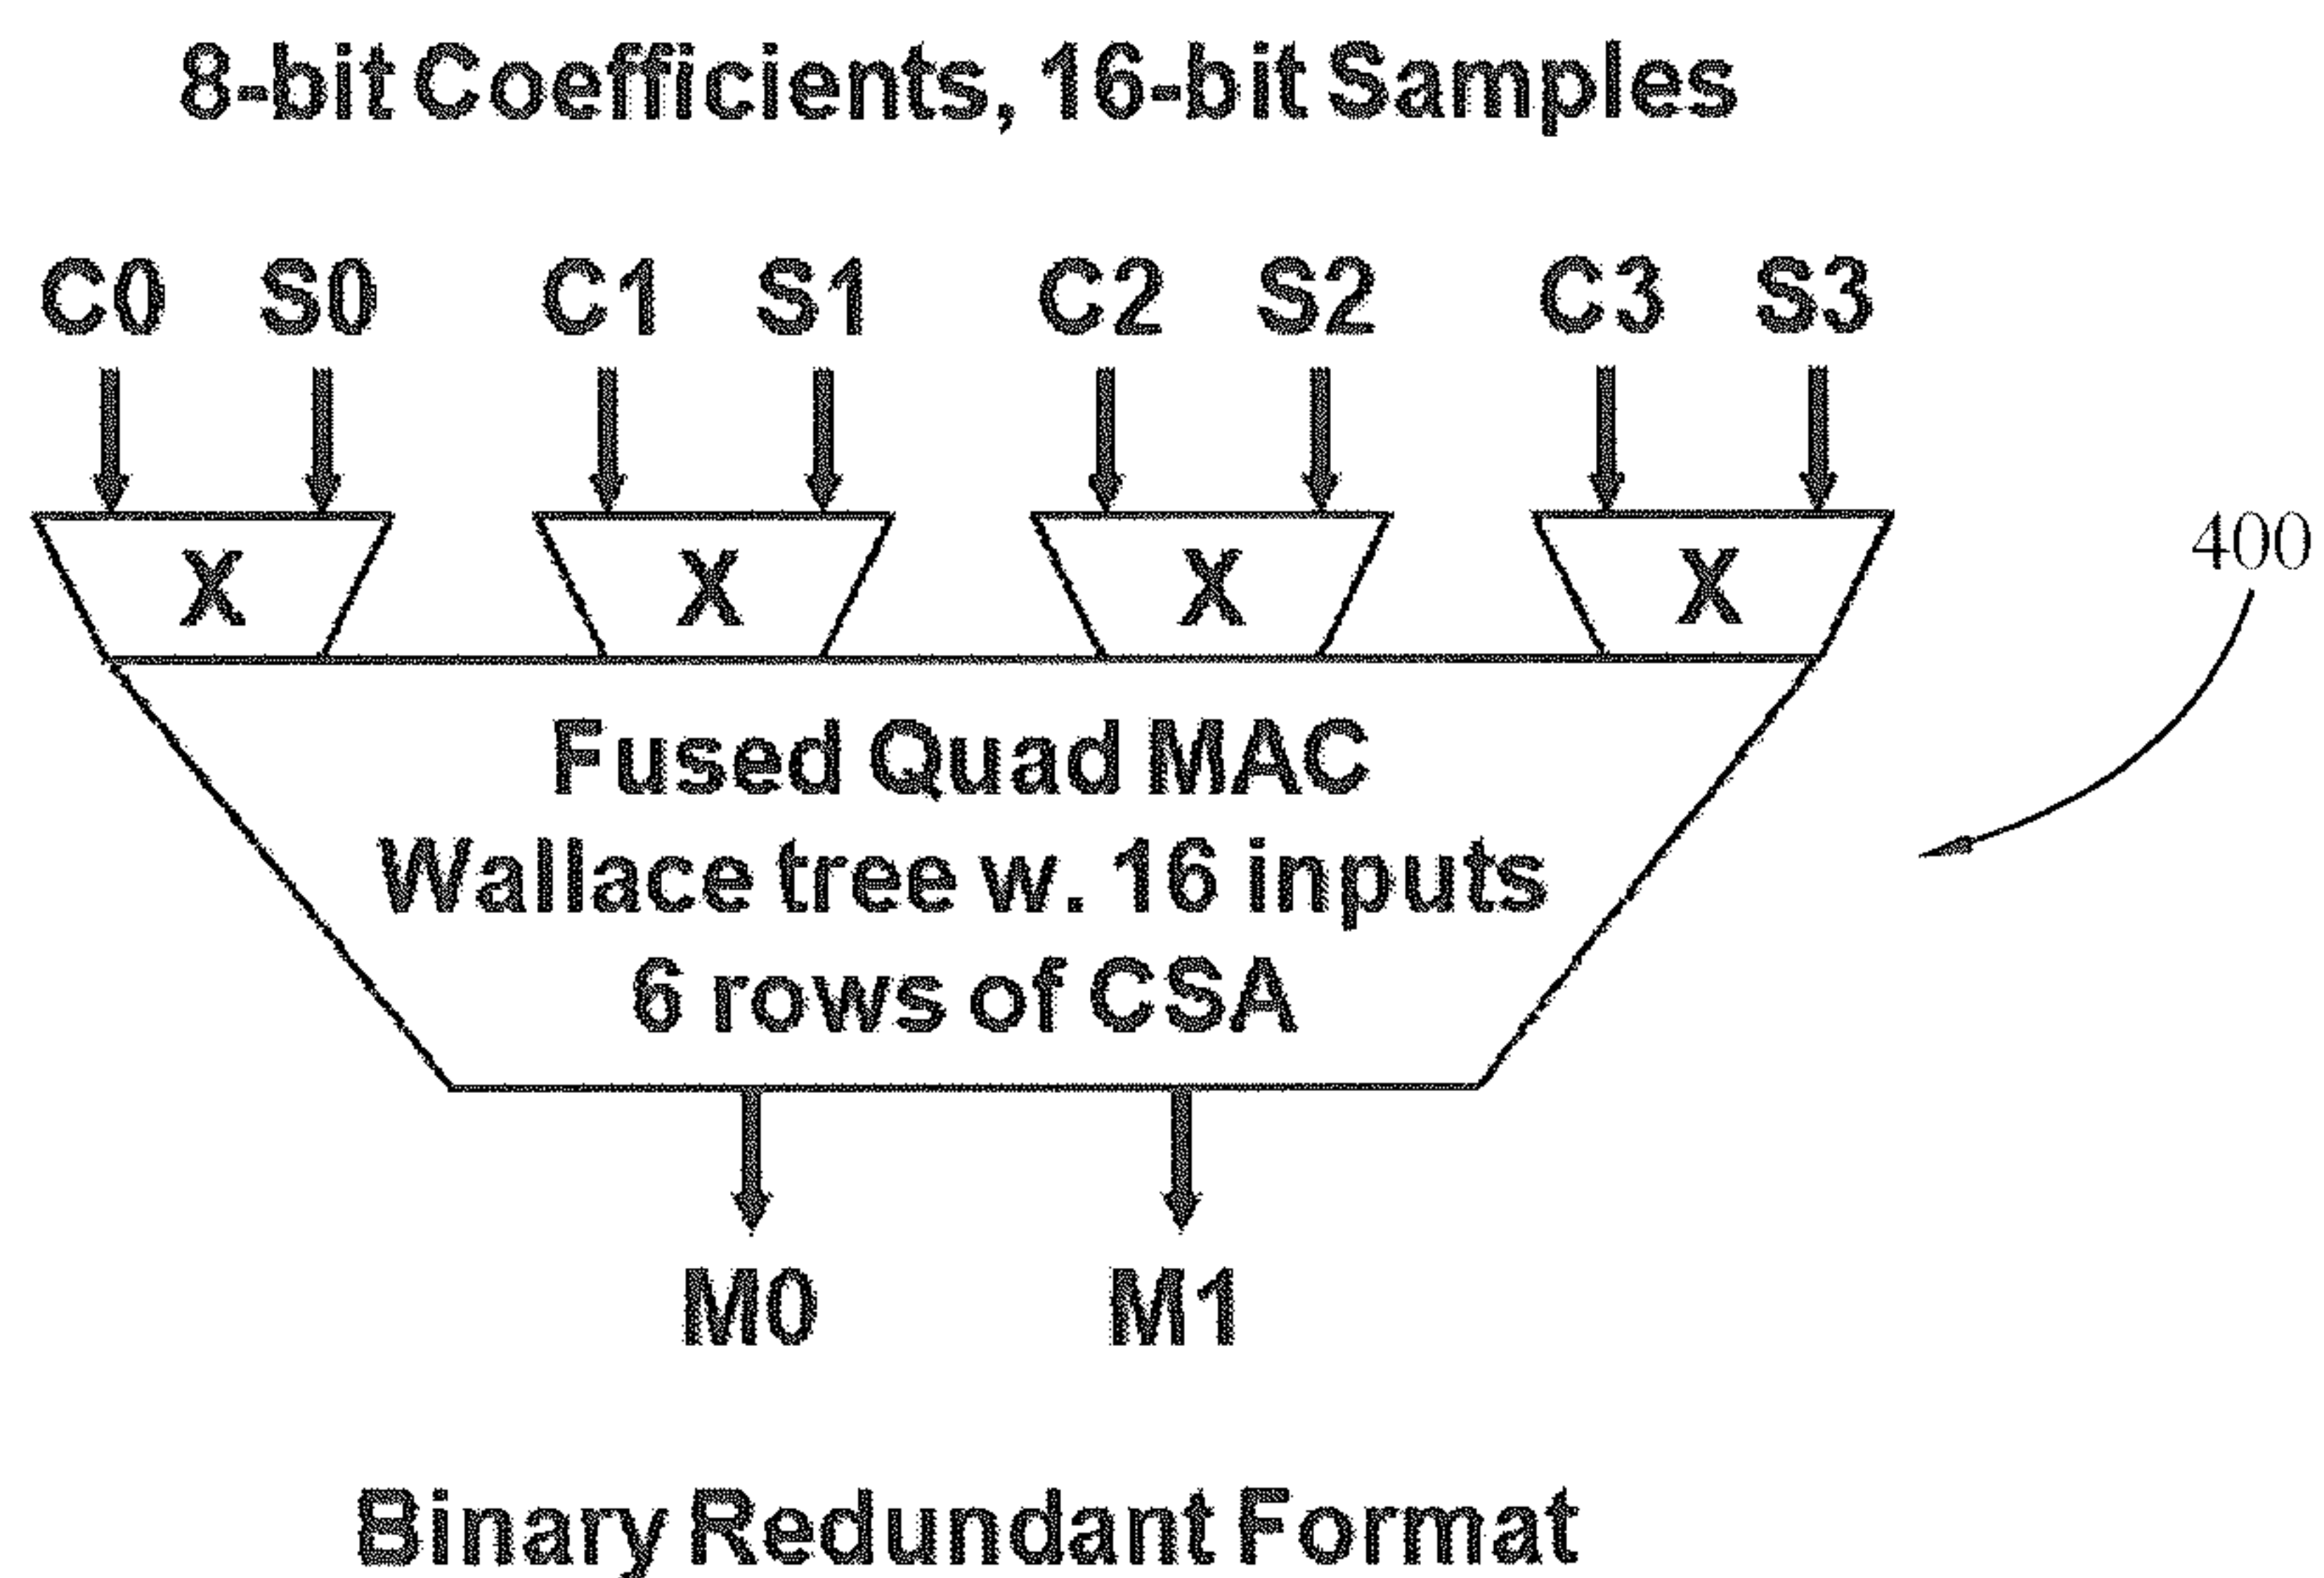 8-bit Coefficients, 16-bit Samples
C0 S0 C1 S1 C2 S2 C3 S3
X X X X
400
Fused Quad MAC
Wallace tree w. 16 inputs
6 rows of CSA
M0 M1
Binary Redundant Format